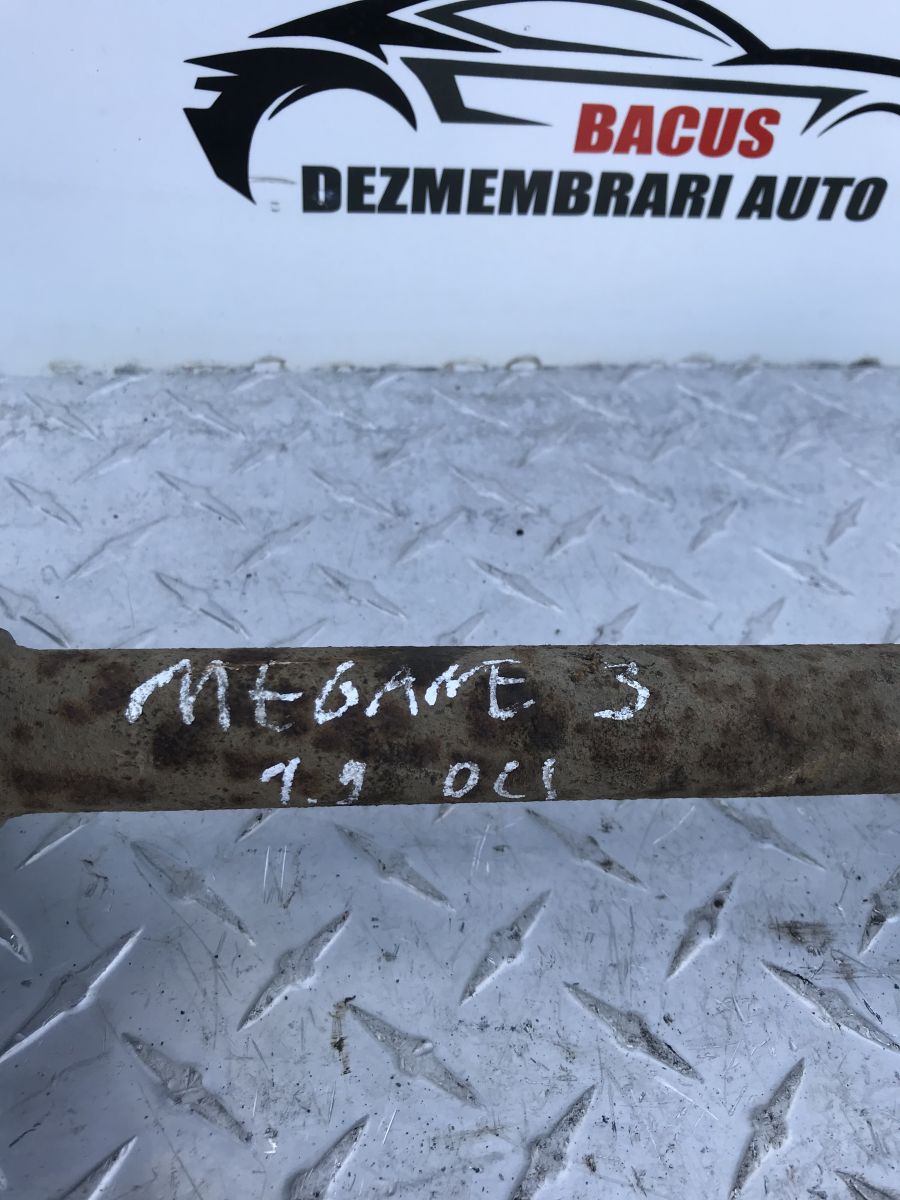 BACUS
DEZMEMBRARI AUTO
MEGANE 3
1.9 DCI